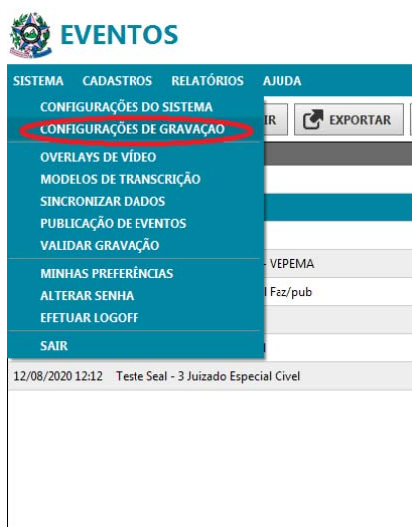 EVENTOS
SISTEMA CADASTROS RELATÓRIOS AJUDA
CONFIGURAÇÕES DO SISTEMA
CONFIGURAÇÕES DE GRAVAÇÃO
IR EXPORTAR
OVERLAYS DE VÍDEO
MODELOS DE TRANSCRIÇÃO
SINCRONIZAR DADOS
PUBLICAÇÃO DE EVENTOS
VALIDAR GRAVAÇÃO
MINHAS PREFERÊNCIAS - VEPEMA
ALTERAR SENHA l Faz/pub
EFETUAR LOGOFF
SAIR
12/08/2020 12:12 Teste Seal - 3 Juizado Especial Civel